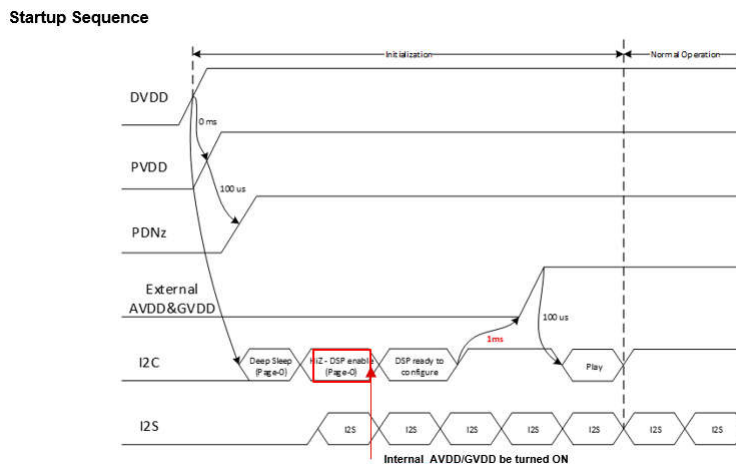 Startup Sequence
Initialization
Normal Operation
DVDD
0 ms
PVDD
100 us
PDNz
External
AVDD&GVDD
100 us
1ms
I2C
Deep Sleep
(Page-0)
HiZ - DSP enable
(Page-0)
DSP ready to
configure
Play
I2S
I2S
I2S
I2S
I2S
I2S
I2S
I2S
Internal AVDD/GVDD be turned ON